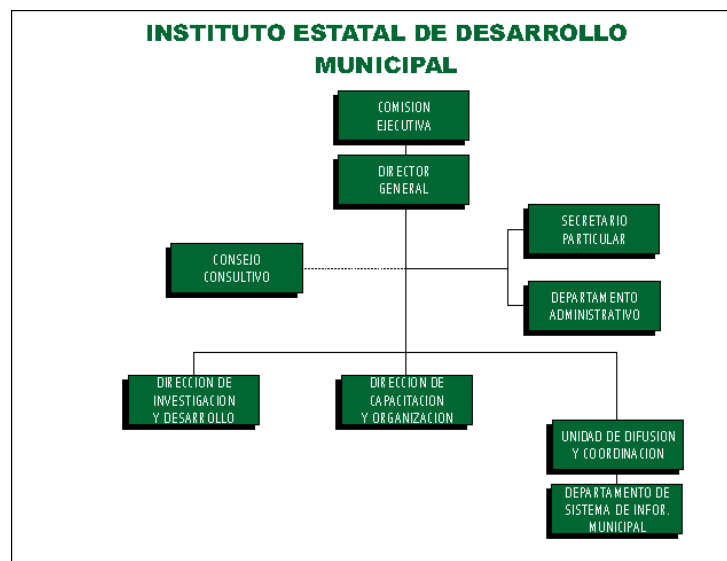 INSTITUTO ESTATAL DE DESARROLLO
MUNICIPAL
COMISION
EJECUTIVA
DIRECTOR
GENERAL
SECRETARIO
PARTICULAR
CONSEJO
CONSULTIVO
DEPARTAMENTO
ADMINISTRATIVO
DIRECCION DE
INVESTIGACION
Y DESARROLLO
DIRECCION DE
CAPACITACION
Y ORGANIZACION
UNIDAD DE DIFUSION
Y COORDINACION
DEPARTAMENTO DE
SISTEMA DE INFOR.
MUNICIPAL